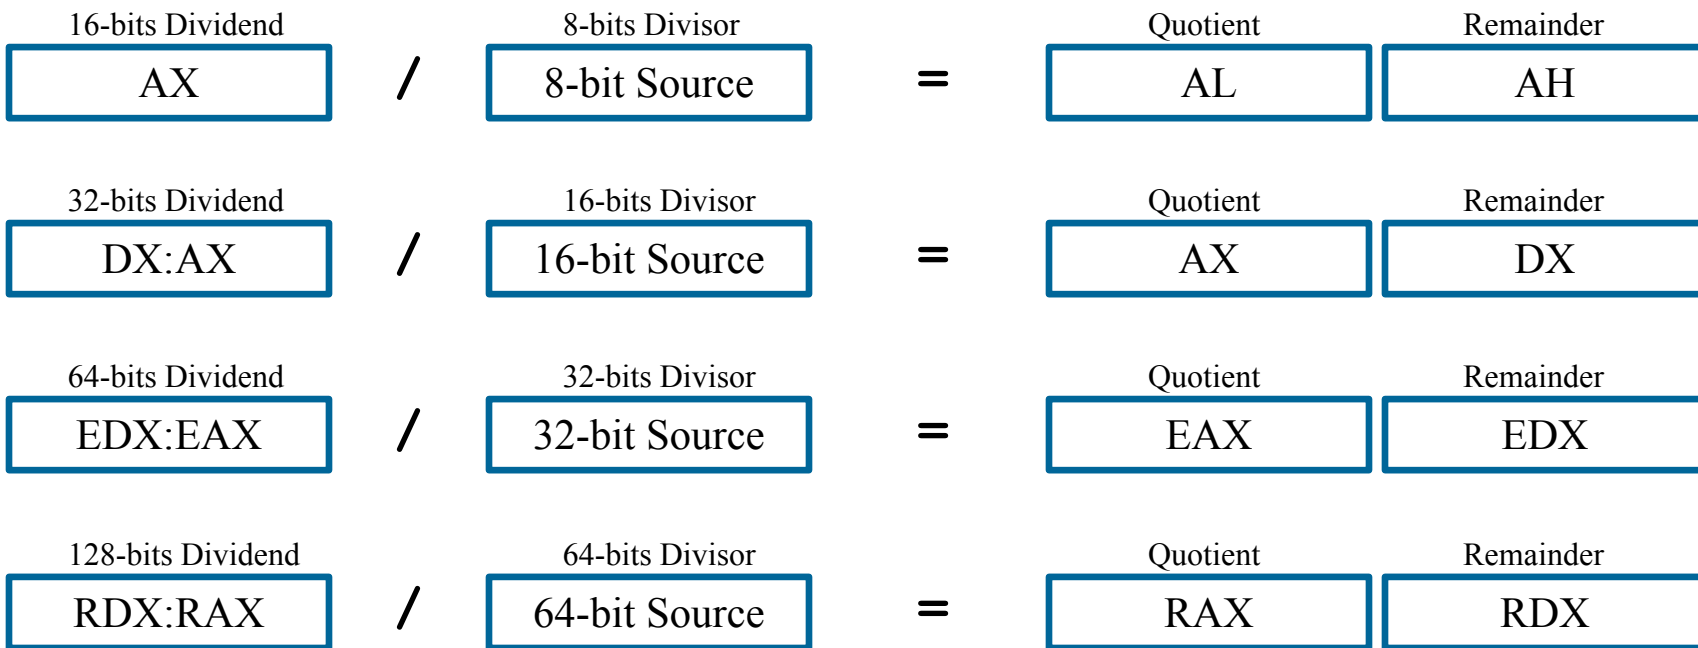 16-bits Dividend 8-bits Divisor Quotient Remainder
AX / 8-bit Source = AL AH
32-bits Dividend 16-bits Divisor Quotient Remainder
DX:AX / 16-bit Source = AX DX
64-bits Dividend 32-bits Divisor Quotient Remainder
EDX:EAX / 32-bit Source = EAX EDX
128-bits Dividend 64-bits Divisor Quotient Remainder
RDX:RAX / 64-bit Source = RAX RDX